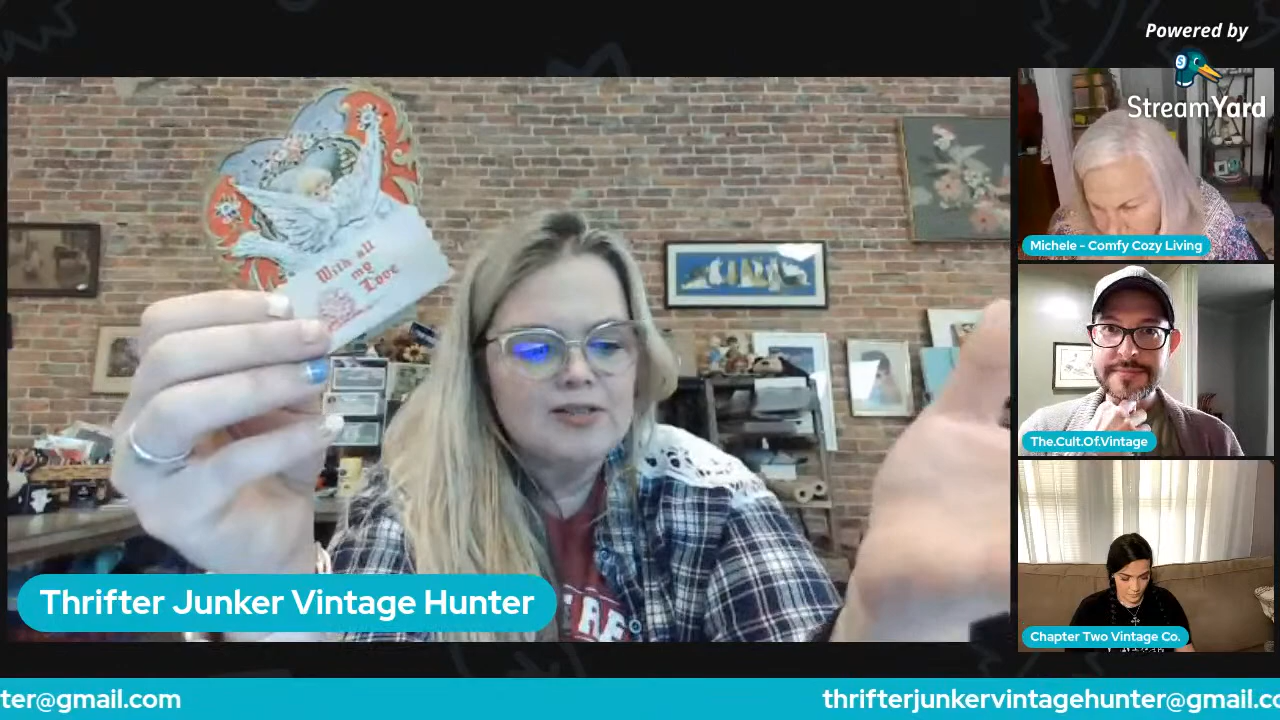 Powered by
StreamYard
With all
my
Love
Michele - Comfy Cozy Living
The.Cult.Of.Vintage
Thrifter Junker Vintage Hunter
Chapter Two Vintage Co.
ter@gmail.com
thrifterjunkervintagehunter@gmail.co